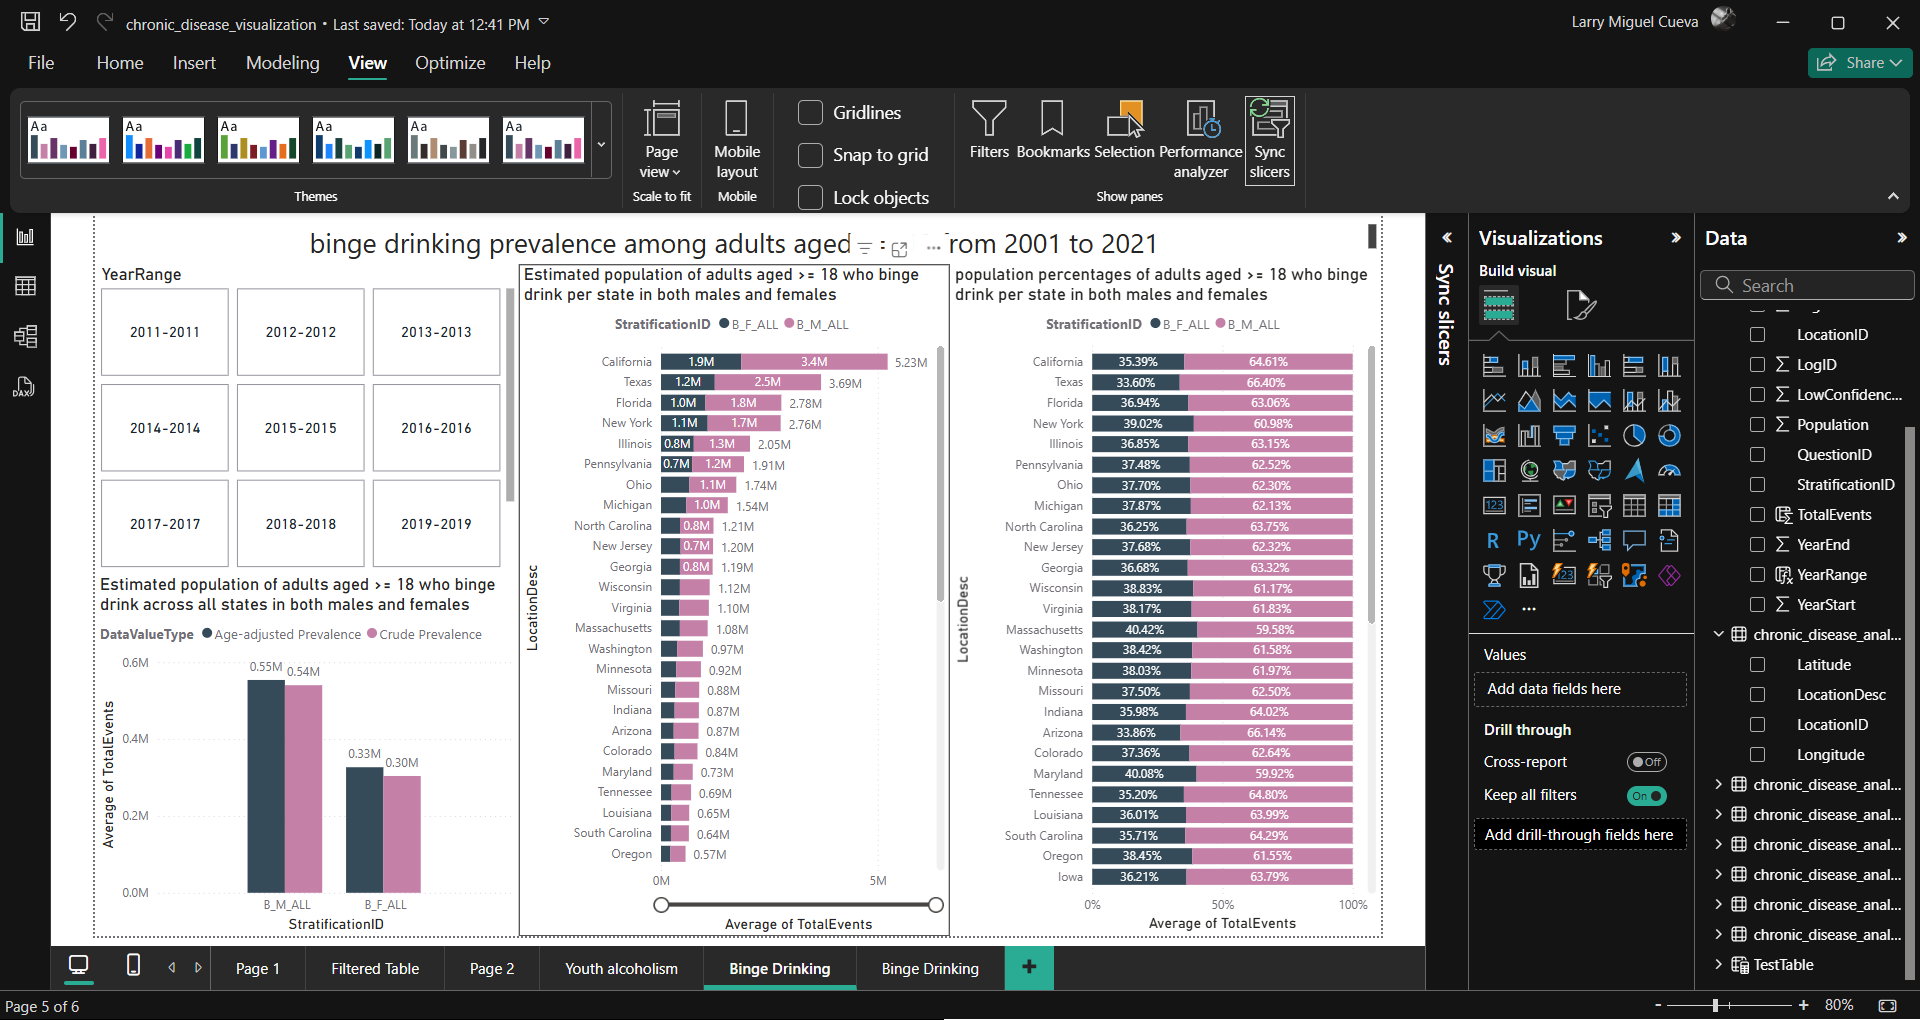 chronic_disease_visualization • Last saved: Today at 12:41 PM
Larry Miguel Cueva
File Home Insert Modeling View Optimize Help
Share
Aa Aa Aa Aa Aa Aa
Themes
Page view
Scale to fit
Mobile layout
Mobile
Gridlines
Snap to grid
Lock objects
Filters
Bookmarks
Selection
Performance analyzer
Sync slicers
Show panes
binge drinking prevalence among adults aged : rom 2001 to 2021
YearRange
2011-2011 2012-2012 2013-2013
2014-2014 2015-2015 2016-2016
2017-2017 2018-2018 2019-2019
Estimated population of adults aged >= 18 who binge
drink across all states in both males and females
DataValueType Age-adjusted Prevalence Crude Prevalence
Average of TotalEvents
0.6M
0.4M
0.2M
0.0M
0.55M 0.54M
0.33M 0.30M
B_M_ALL B_F_ALL
StratificationID
Estimated population of adults aged >= 18 who binge
drink per state in both males and females
StratificationID B_F_ALL B_M_ALL
LocationDesc
California 1.9M 3.4M 5.23M
Texas 1.2M 2.5M 3.69M
Florida 1.0M 1.8M 2.78M
New York 1.1M 1.7M 2.76M
Illinois 0.8M 1.3M 2.05M
Pennsylvania 0.7M 1.2M 1.91M
Ohio 1.1M 1.74M
Michigan 1.0M 1.54M
North Carolina 0.8M 1.21M
New Jersey 0.7M 1.20M
Georgia 0.8M 1.19M
Wisconsin 1.12M
Virginia 1.10M
Massachusetts 1.08M
Washington 0.97M
Minnesota 0.92M
Missouri 0.88M
Indiana 0.87M
Arizona 0.87M
Colorado 0.84M
Maryland 0.73M
Tennessee 0.69M
Louisiana 0.65M
South Carolina 0.64M
Oregon 0.57M
0M 5M
Average of TotalEvents
population percentages of adults aged >= 18 who binge
drink per state in both males and females
StratificationID B_F_ALL B_M_ALL
LocationDesc
California 35.39% 64.61%
Texas 33.60% 66.40%
Florida 36.94% 63.06%
New York 39.02% 60.98%
Illinois 36.85% 63.15%
Pennsylvania 37.48% 62.52%
Ohio 37.70% 62.30%
Michigan 37.87% 62.13%
North Carolina 36.25% 63.75%
New Jersey 37.68% 62.32%
Georgia 36.68% 63.32%
Wisconsin 38.83% 61.17%
Virginia 38.17% 61.83%
Massachusetts 40.42% 59.58%
Washington 38.42% 61.58%
Minnesota 38.03% 61.97%
Missouri 37.50% 62.50%
Indiana 35.98% 64.02%
Arizona 33.86% 66.14%
Colorado 37.36% 62.64%
Maryland 40.08% 59.92%
Tennessee 35.20% 64.80%
Louisiana 36.01% 63.99%
South Carolina 35.71% 64.29%
Oregon 38.45% 61.55%
Iowa 36.21% 63.79%
0% 50% 100%
Average of TotalEvents
Sync slicers
Visualizations
Build visual
R Py
123
Values
Add data fields here
Drill through
Cross-report Off
Keep all filters On
Add drill-through fields here
Data
Search
LocationID
LogID
LowConfidenc...
Population
QuestionID
StratificationID
TotalEvents
YearEnd
YearRange
YearStart
chronic_disease_anal...
Latitude
LocationDesc
LocationID
Longitude
chronic_disease_anal...
chronic_disease_anal...
chronic_disease_anal...
chronic_disease_anal...
chronic_disease_anal...
chronic_disease_anal...
TestTable
DAX
Page 1 Filtered Table Page 2 Youth alcoholism Binge Drinking Binge Drinking +
Page 5 of 6
- + 80%